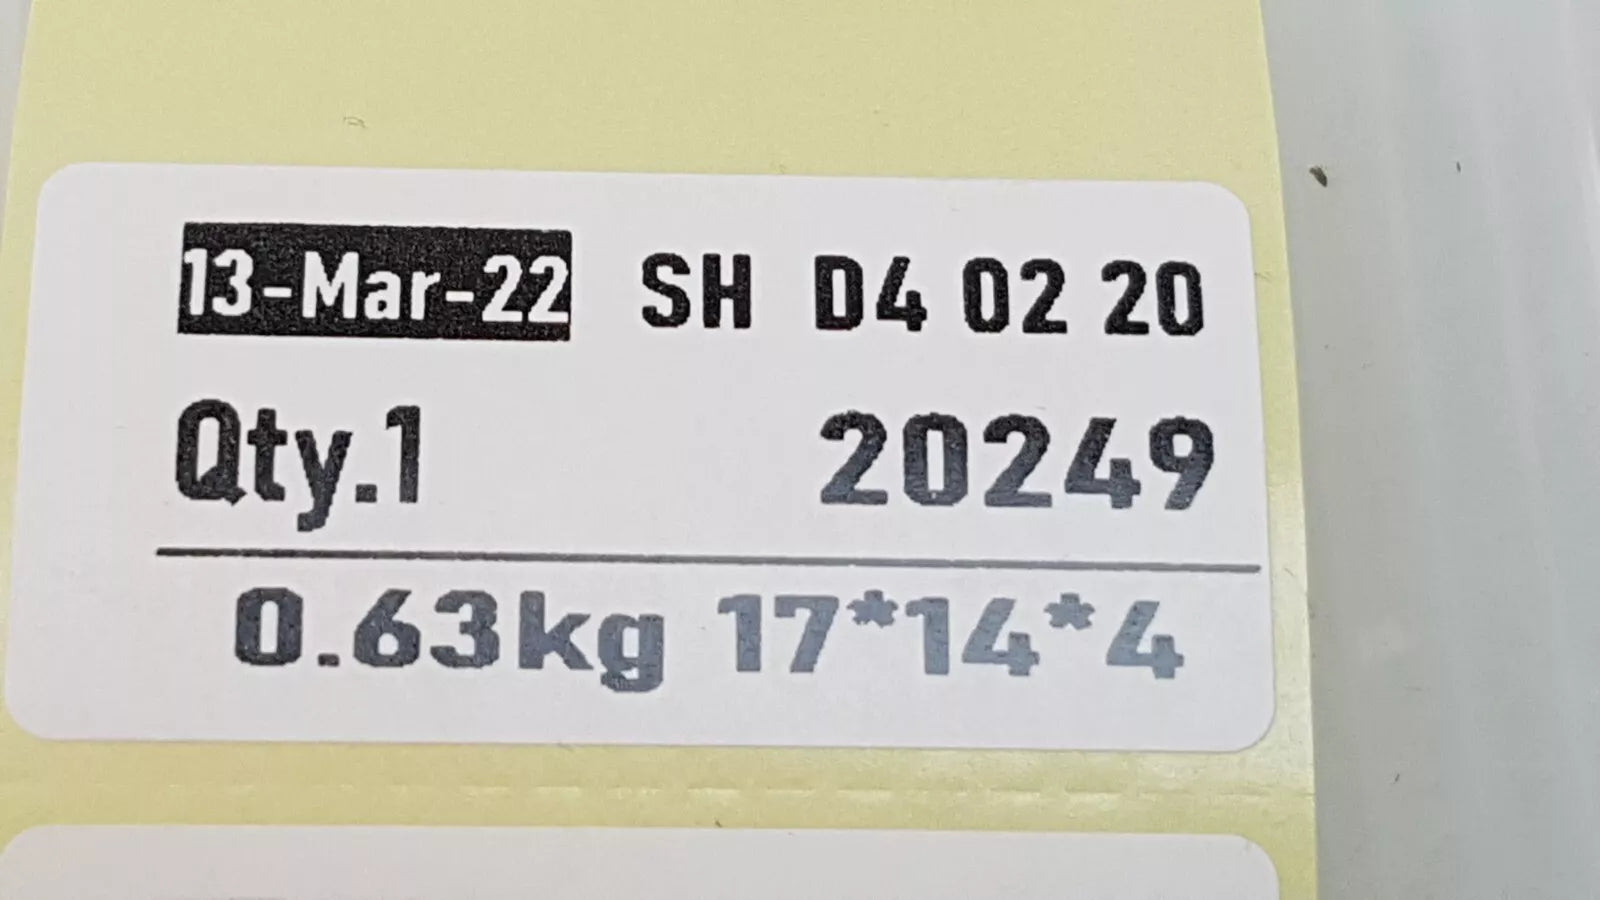 13-Mar-22 SH D4 02 20
Qty.1 20249
0.63kg 17*14*4